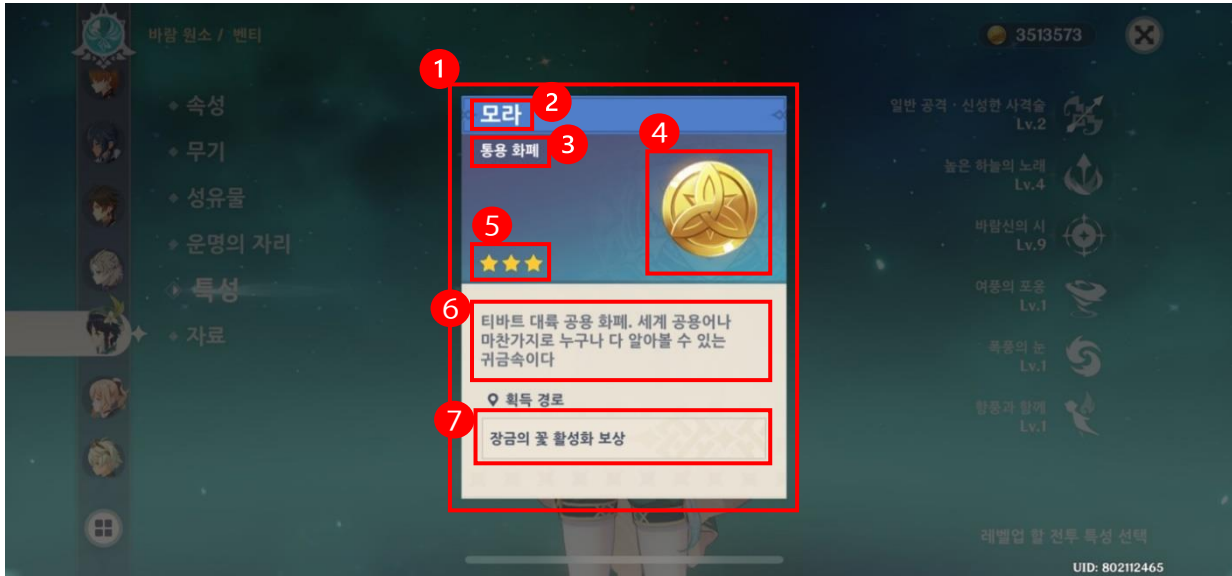 바람 원소 / 벤티
3513573
속성
무기
성유물
운명의 자리
특성
자료
1
모라
2
통용 화폐
3
4
5
6
티바트 대륙 공용 화폐. 세계 공용어나
마찬가지로 누구나 다 알아볼 수 있는
귀금속이다
획득 경로
7
장금의 꽃 활성화 보상
일반 공격 · 신성한 사격술
Lv.2
높은 하늘의 노래
Lv.4
바람신의 시
Lv.9
여풍의 포옹
Lv.1
폭풍의 눈
Lv.1
항풍과 함께
Lv.1
레벨업 할 전투 특성 선택
UID: 802112465